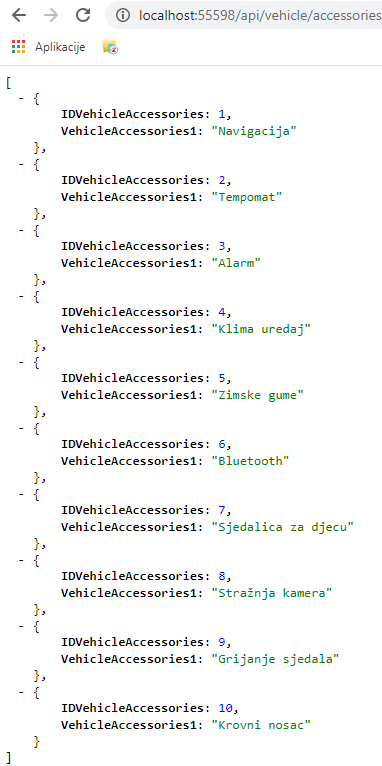 localhost:55598/api/vehicle/accessories
Aplikacije
[
- {
IDVehicleAccessories: 1,
VehicleAccessories1: "Navigacija"
},
- {
IDVehicleAccessories: 2,
VehicleAccessories1: "Tempomat"
},
- {
IDVehicleAccessories: 3,
VehicleAccessories1: "Alarm"
},
- {
IDVehicleAccessories: 4,
VehicleAccessories1: "Klima uredaj"
},
- {
IDVehicleAccessories: 5,
VehicleAccessories1: "Zimske gume"
},
- {
IDVehicleAccessories: 6,
VehicleAccessories1: "Bluetooth"
},
- {
IDVehicleAccessories: 7,
VehicleAccessories1: "Sjedalica za djecu"
},
- {
IDVehicleAccessories: 8,
VehicleAccessories1: "Stražnja kamera"
},
- {
IDVehicleAccessories: 9,
VehicleAccessories1: "Grijanje sjedala"
},
- {
IDVehicleAccessories: 10,
VehicleAccessories1: "Krovni nosac"
}
]